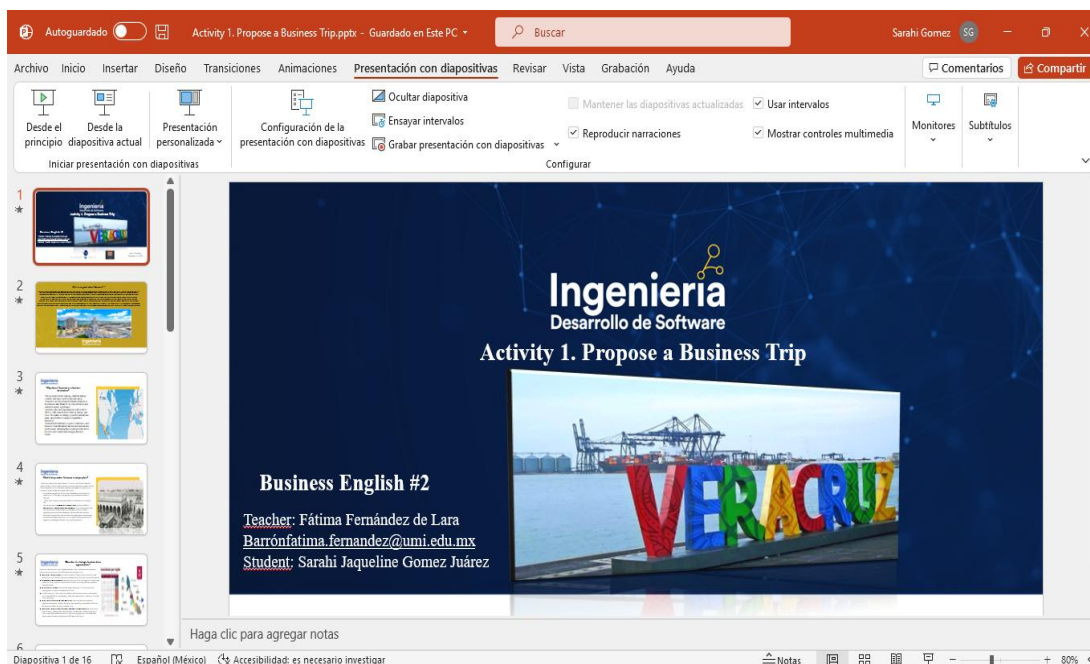 Autoguardado
Activity 1. Propose a Business Trip.pptx - Guardado en Este PC
Buscar
Sarahi Gomez SG
Archivo Inicio Insertar Diseño Transiciones Animaciones Presentación con diapositivas Revisar Vista Grabación Ayuda
Comentarios Compartir
Desde el principio
Desde la diapositiva actual
Presentación personalizada
Iniciar presentación con diapositivas
Configuración de la presentación con diapositivas
Ocultar diapositiva
Ensayar intervalos
Grabar presentación con diapositivas
Mantener las diapositivas actualizadas
Reproducir narraciones
Usar intervalos
Mostrar controles multimedia
Configurar
Monitores
Subtítulos
1
2
3
4
5
6
Ingeniería
Desarrollo de Software
Activity 1. Propose a Business Trip
VERACRUZ
Business English #2
Teacher: Fátima Fernández de Lara
Barrónfatima.fernandez@umi.edu.mx
Student: Sarahi Jaqueline Gomez Juárez
Haga clic para agregar notas
Diapositiva 1 de 16 Español (México) Accesibilidad: es necesario investigar
Notas
80%